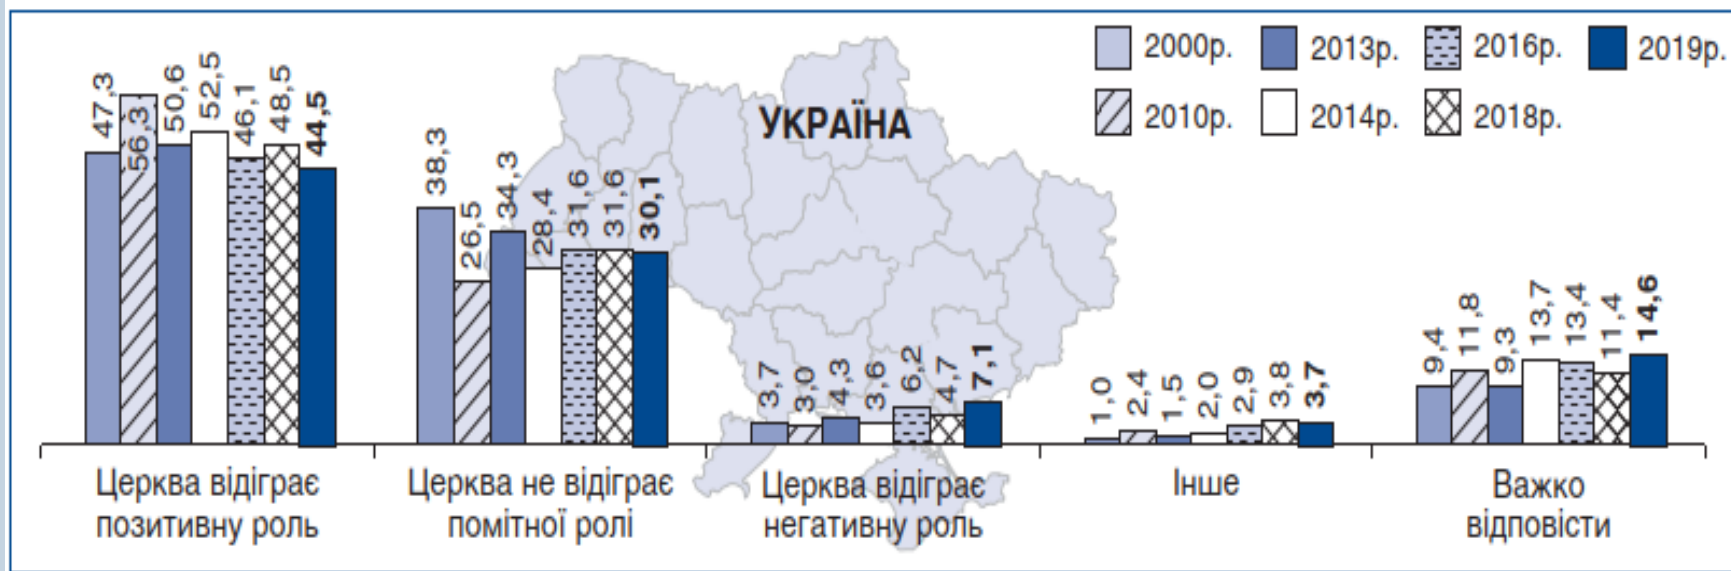 2000р.
2013р.
2016р.
2019р.
2010р.
2014р.
2018р.
УКРАЇНА
47,3
56,3
50,6
52,5
46,1
48,5
44,5
38,3
26,5
34,3
28,4
31,6
31,6
30,1
3,7
3,0
4,3
3,6
6,2
4,7
7,1
1,0
2,4
1,5
2,0
2,9
3,8
3,7
9,4
11,8
9,3
13,7
13,4
11,4
14,6
Церква відіграє
позитивну роль
Церква не відіграє
помітної ролі
Церква відіграє
негативну роль
Інше
Важко
відповісти